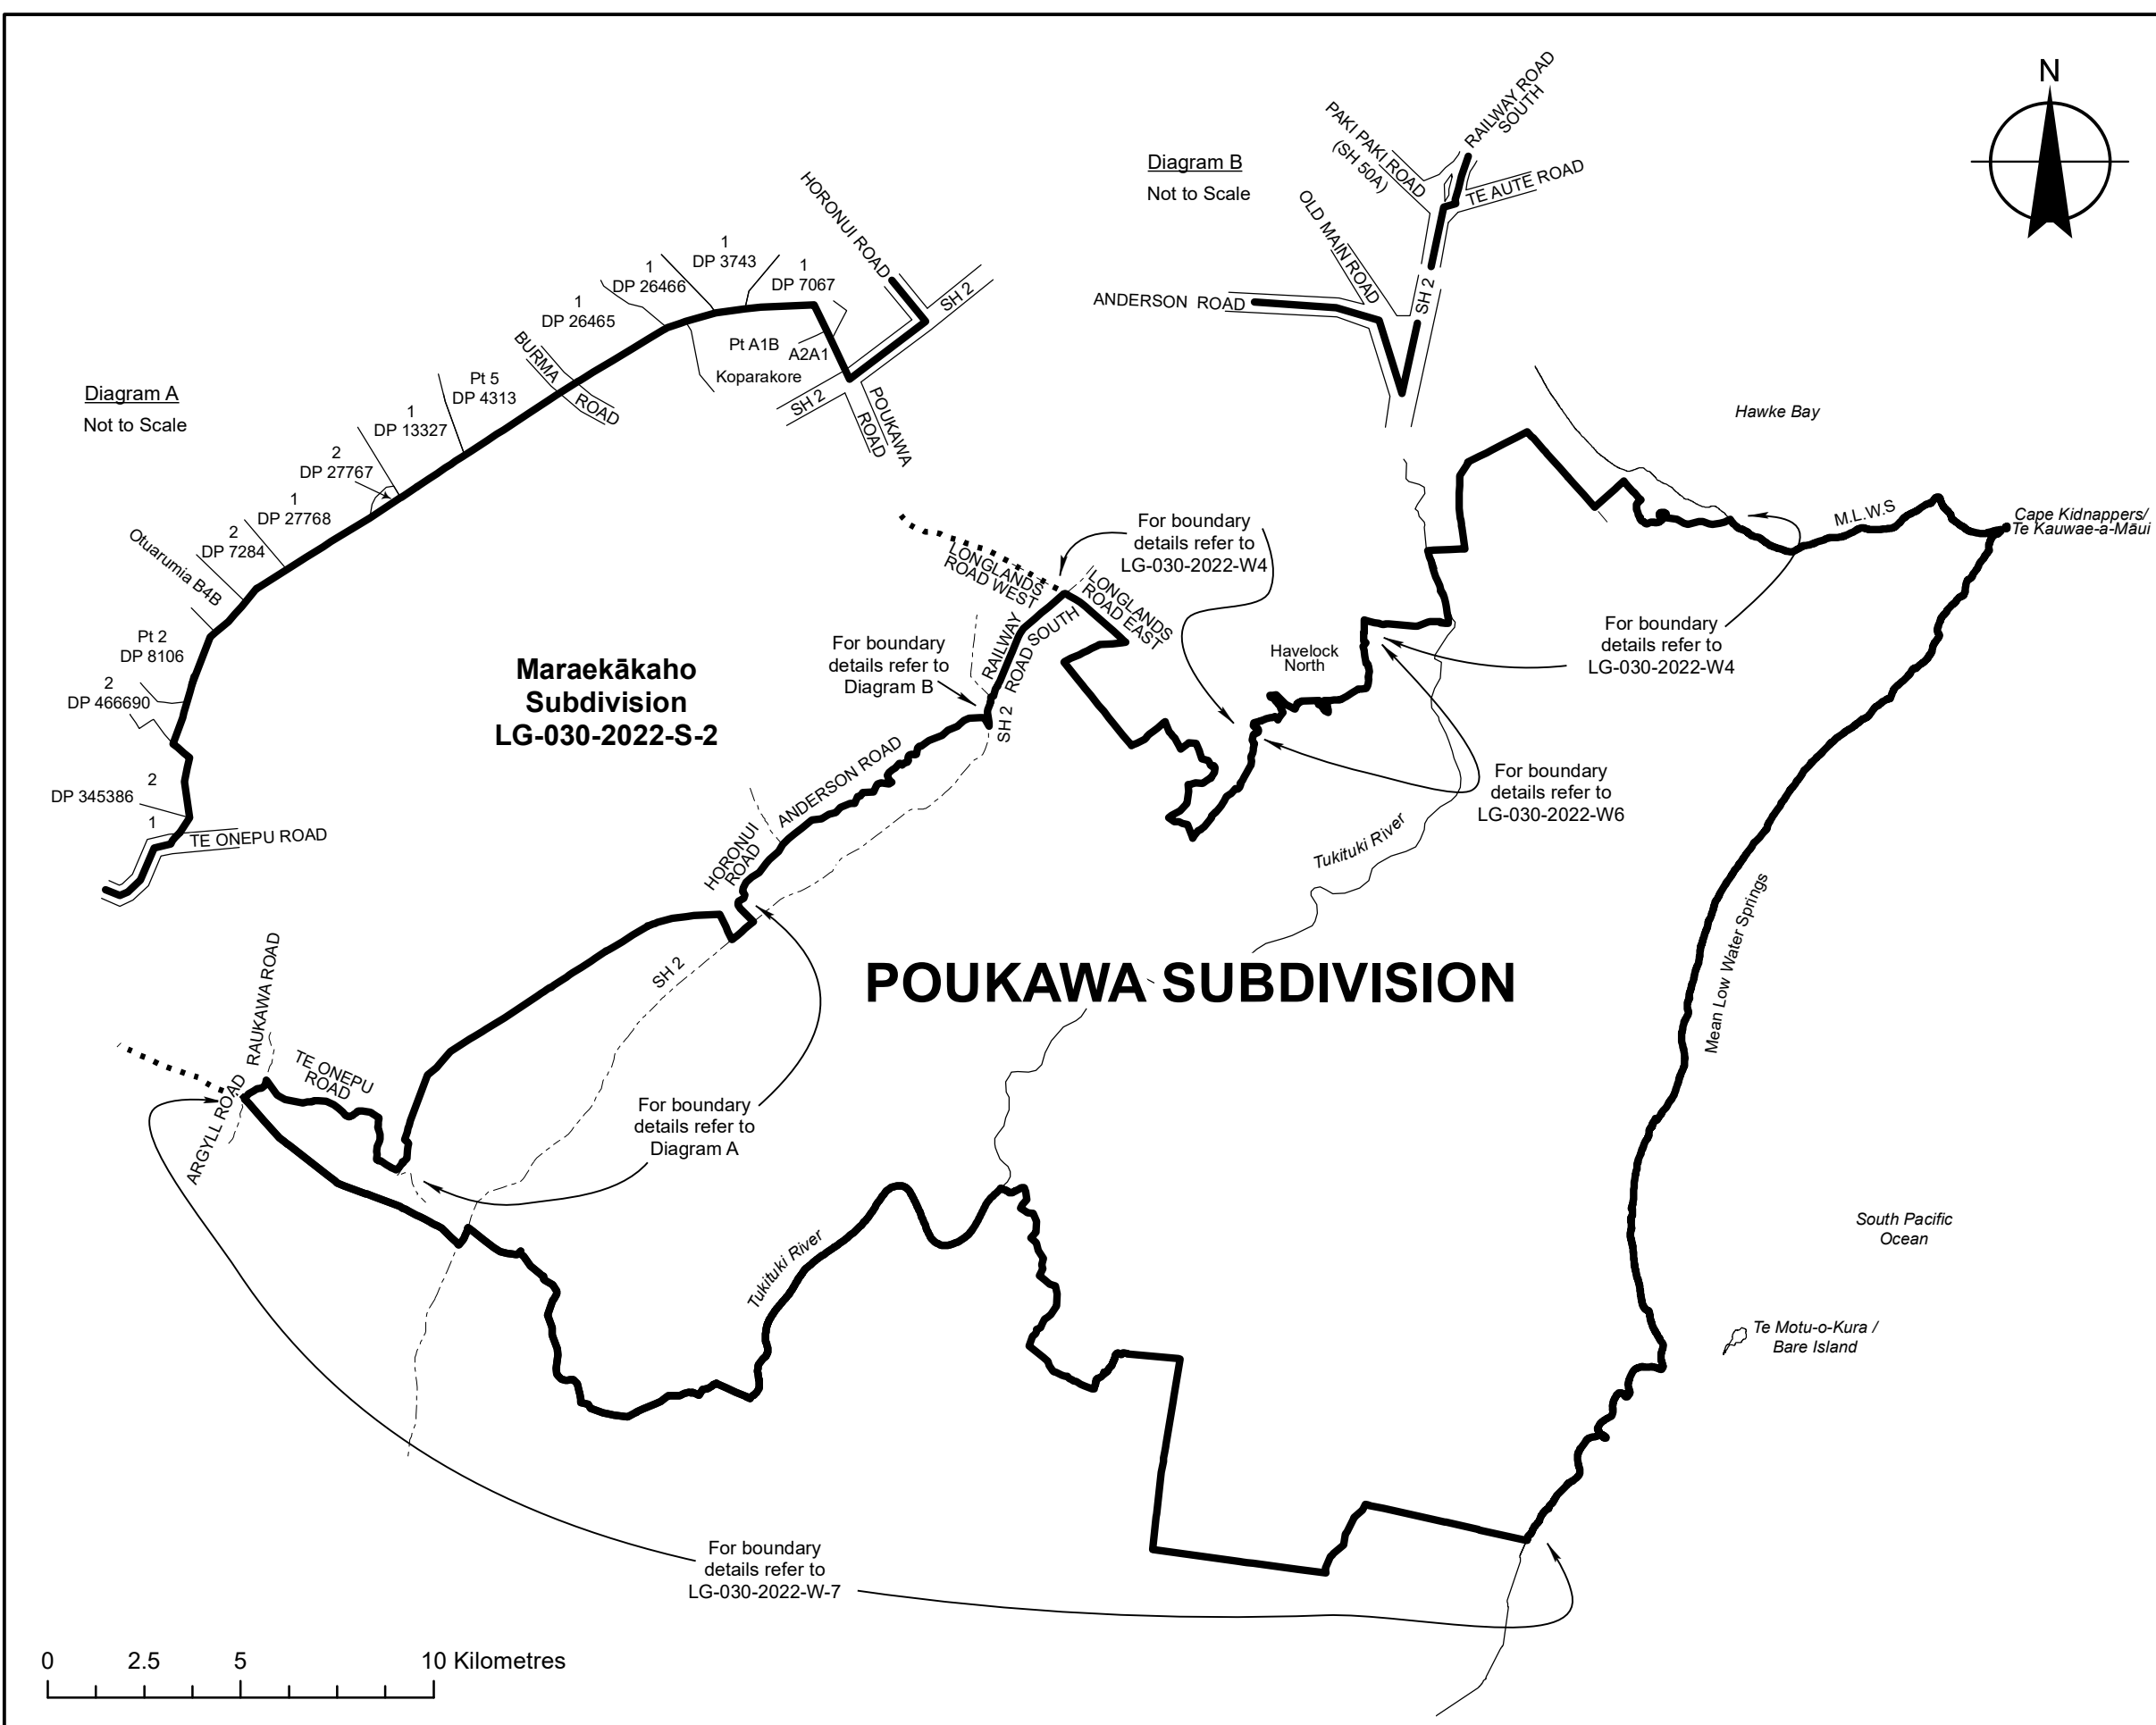 N
Diagram B
Not to Scale
PAKI PAKI ROAD
(SH 50A)
RAILWAY ROAD
SOUTH
TE AUTE ROAD
OLD MAIN ROAD
ANDERSON ROAD
SH 2
Diagram A
Not to Scale
HORONUI ROAD
SH 2
1
DP 3743
1
DP 7067
1
DP 26466
1
DP 26465
Pt A1B
A2A1
Koparakore
BURMA
ROAD
SH 2
POUKAWA
ROAD
Pt 5
DP 4313
1
DP 13327
2
DP 27767
1
DP 27768
2
DP 7284
Otuarumia B4B
Pt 2
DP 8106
2
DP 466690
2
DP 345386
1
TE ONEPU ROAD
Hawke Bay
M.L.W.S
Cape Kidnappers/
Te Kauwae-a-Māui
For boundary
details refer to
LG-030-2022-W4
LONGLANDS
ROAD WEST
LONGLANDS
ROAD EAST
RAILWAY
ROAD SOUTH
For boundary
details refer to
Diagram B
SH 2
Havelock
North
For boundary
details refer to
LG-030-2022-W4
For boundary
details refer to
LG-030-2022-W6
Maraekākaho
Subdivision
LG-030-2022-S-2
ANDERSON ROAD
HORONUI
ROAD
Tukituki River
Mean Low Water Springs
SH 2
POUKAWA SUBDIVISION
RAUKAWA ROAD
TE ONEPU
ROAD
ARGYLL ROAD
For boundary
details refer to
Diagram A
Tukituki River
South Pacific
Ocean
Te Motu-o-Kura /
Bare Island
For boundary
details refer to
LG-030-2022-W-7
0 2.5 5 10 Kilometres